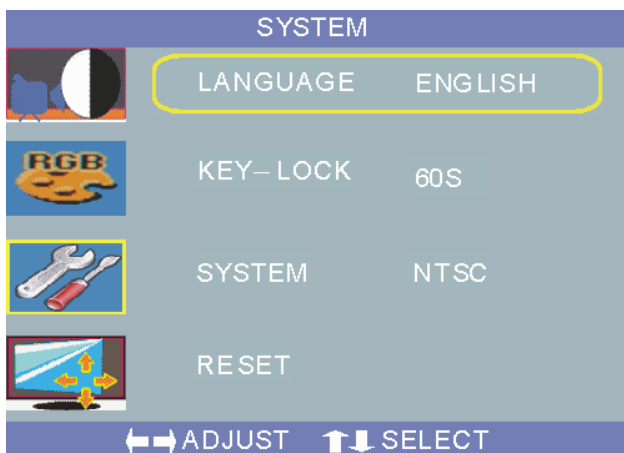 SYSTEM
LANGUAGE ENGLISH
RGB
KEY–LOCK 60S
SYSTEM NTSC
RESET
ADJUST SELECT